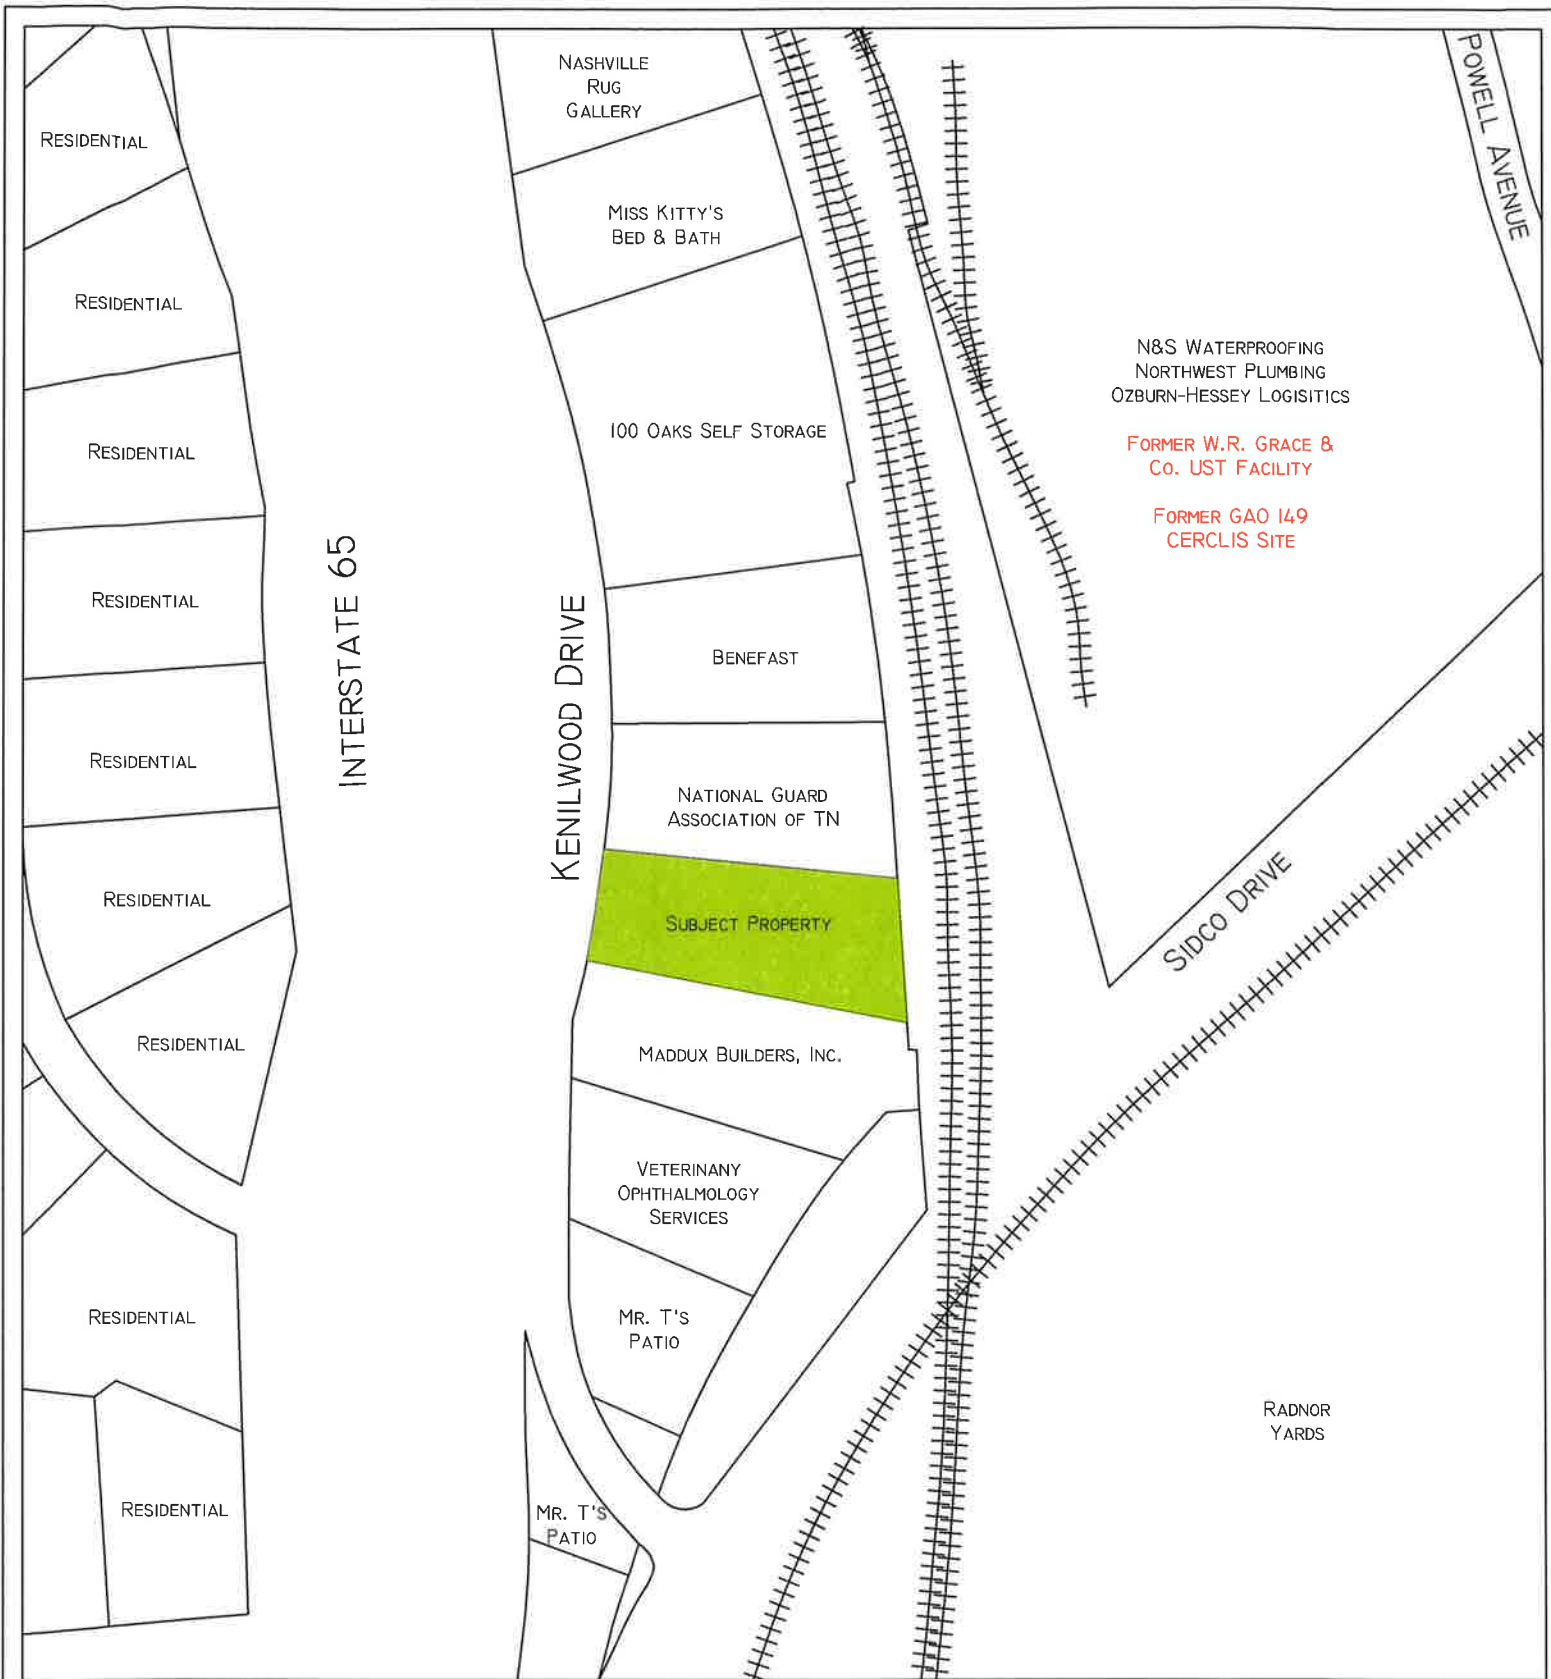 NASHVILLE
RUG
GALLERY
POWELL AVENUE
RESIDENTIAL
MISS KITTY'S
BED & BATH
RESIDENTIAL
N&S WATERPROOFING
NORTHWEST PLUMBING
OZBURN-HESSEY LOGISITICS
RESIDENTIAL
100 OAKS SELF STORAGE
FORMER W.R. GRACE &
CO. UST FACILITY
FORMER GAO 149
CERCLIS SITE
INTERSTATE 65
KENILWOOD DRIVE
RESIDENTIAL
BENEFAST
RESIDENTIAL
NATIONAL GUARD
ASSOCIATION OF TN
RESIDENTIAL
SUBJECT PROPERTY
SIDCO DRIVE
RESIDENTIAL
MADDUX BUILDERS, INC.
VETERINANY
OPHTHALMOLOGY
SERVICES
RESIDENTIAL
MR. T'S
PATIO
RADNOR
YARDS
RESIDENTIAL
MR. T'S
PATIO